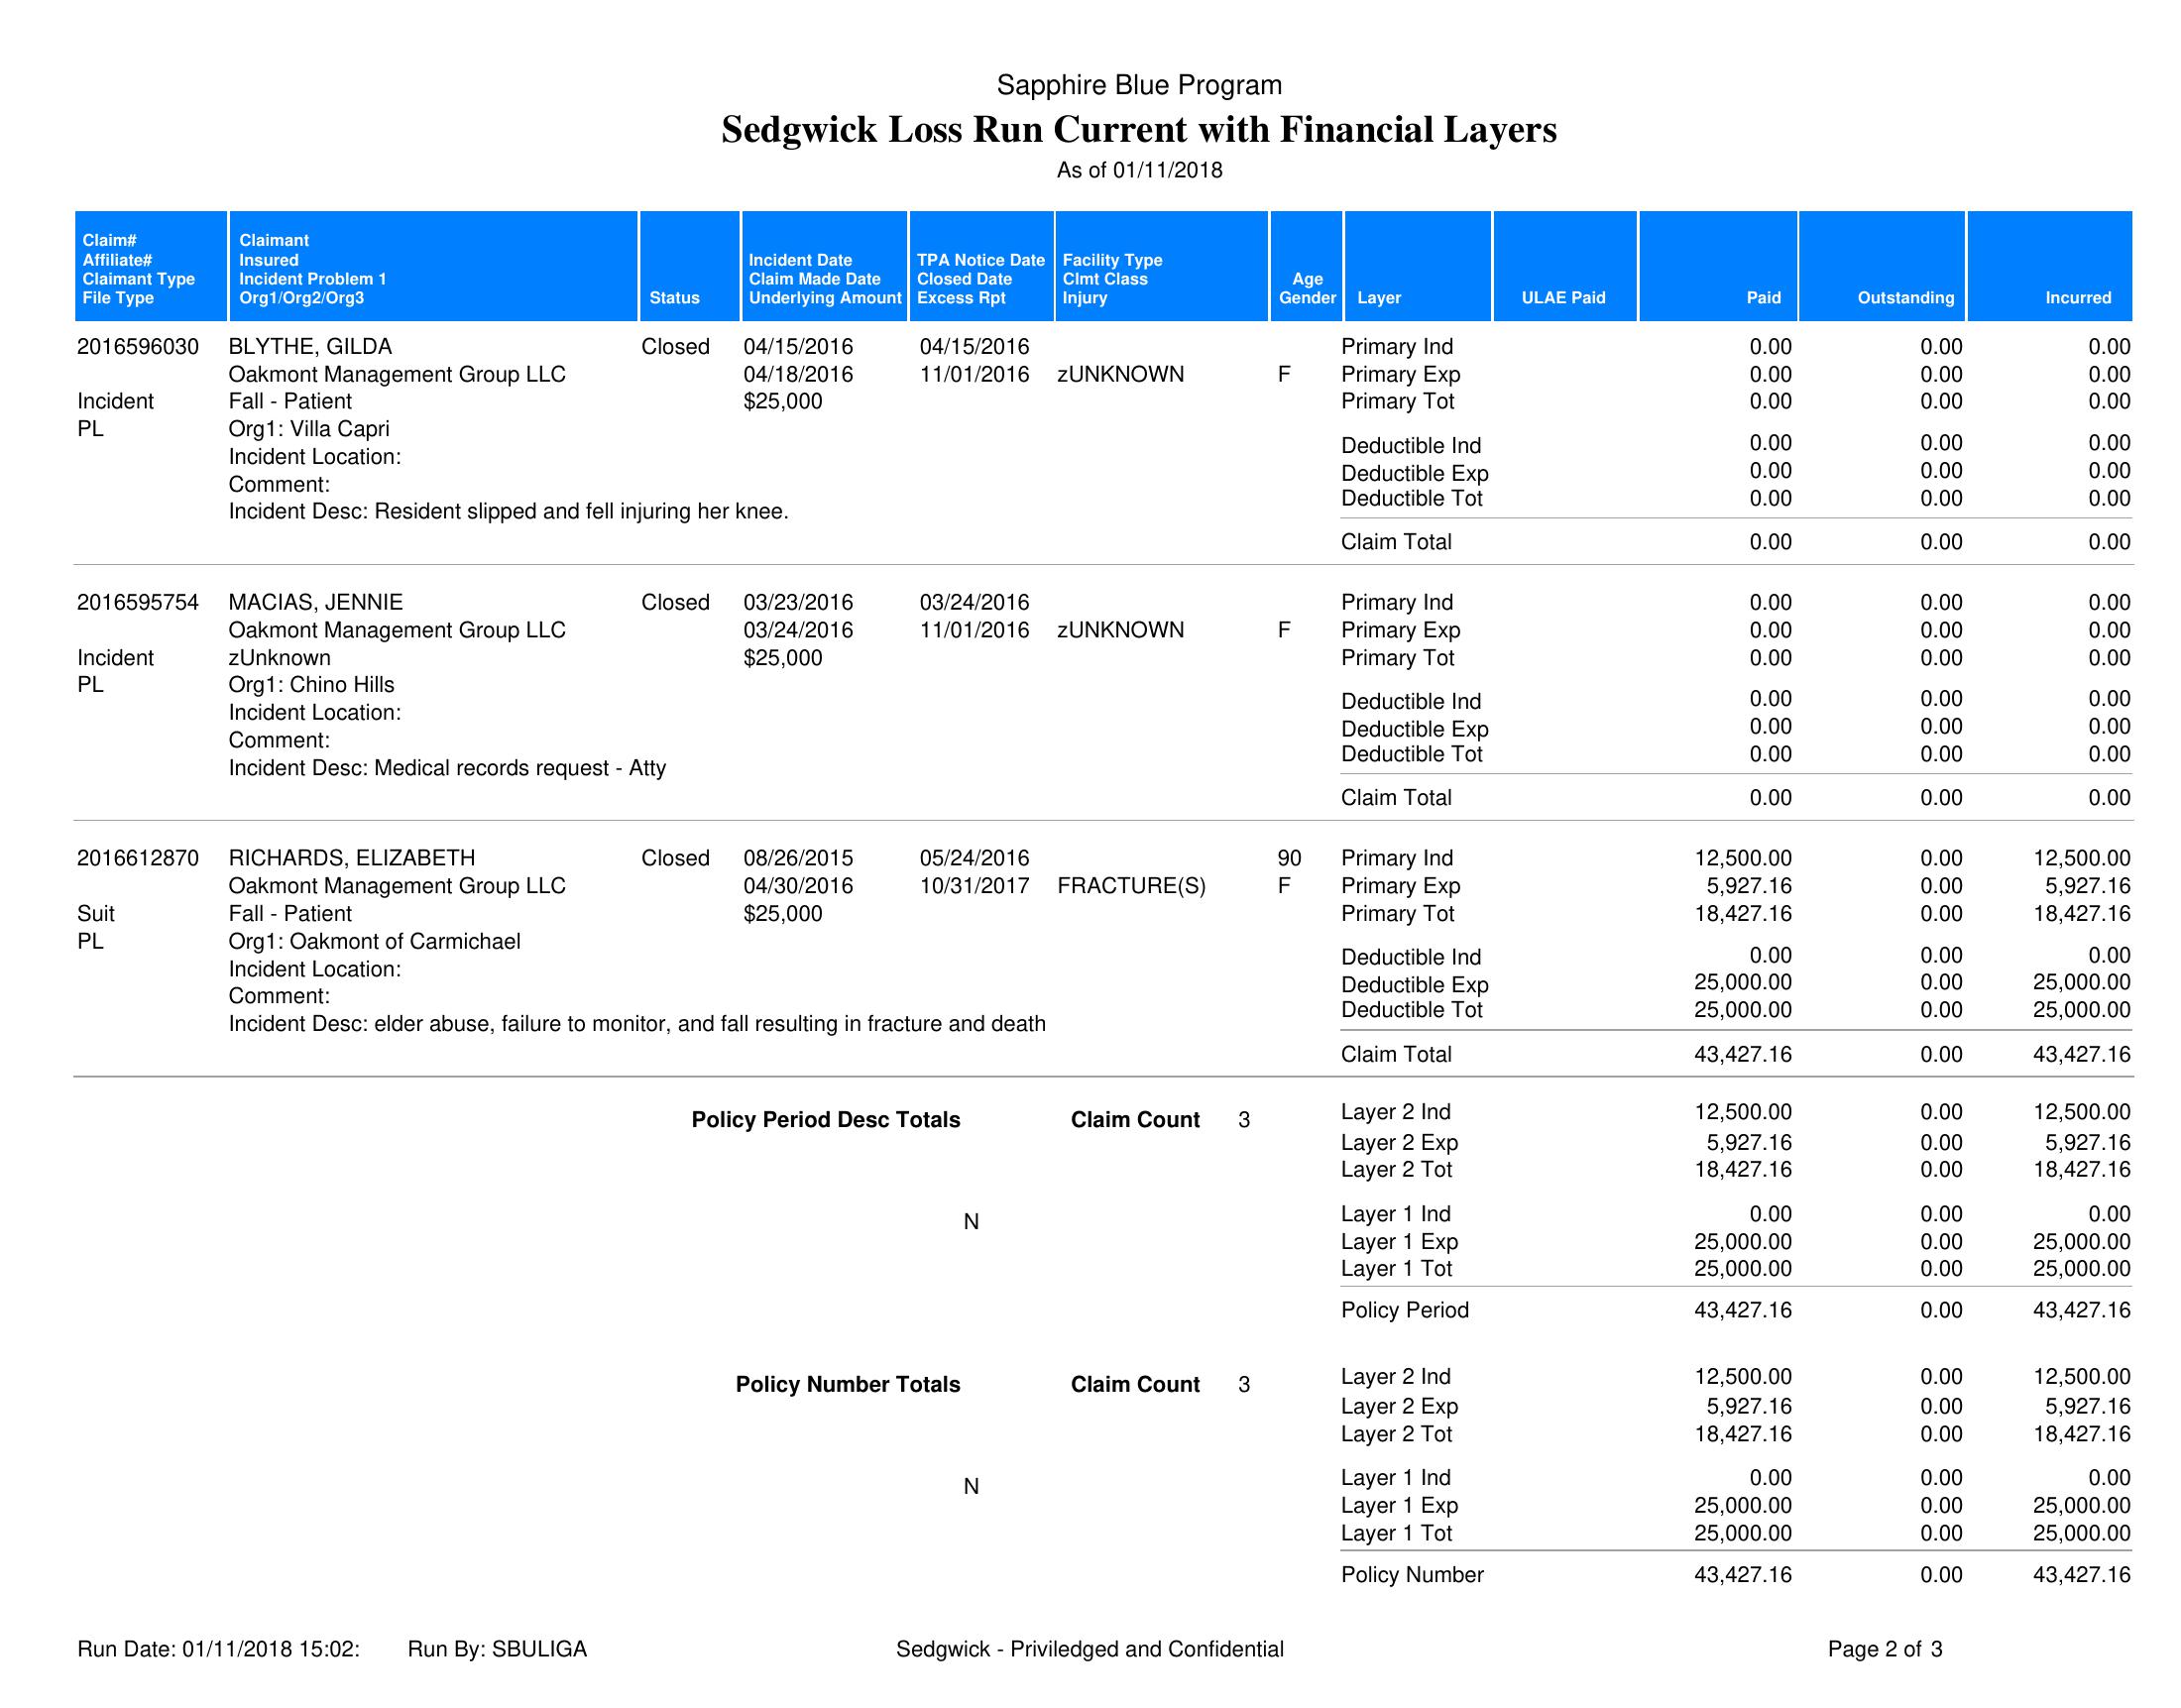 Sapphire Blue Program
Sedgwick Loss Run Current with Financial Layers
As of 01/11/2018
Claim# Claimant
Affiliate# Insured Incident Date TPA Notice Date Facility Type
Claimant Type Incident Problem 1 Claim Made Date Closed Date Clmt Class Age
File Type Org1/Org2/Org3 Status Underlying Amount Excess Rpt Injury Gender Layer ULAE Paid Paid Outstanding Incurred
2016596030 BLYTHE, GILDA Closed 04/15/2016 04/15/2016 Primary Ind 0.00 0.00 0.00
Oakmont Management Group LLC 04/18/2016 11/01/2016 zUNKNOWN F Primary Exp 0.00 0.00 0.00
Incident Fall - Patient $25,000 Primary Tot 0.00 0.00 0.00
PL Org1: Villa Capri
Deductible Ind 0.00 0.00 0.00
Incident Location:
Deductible Exp 0.00 0.00 0.00
Comment:
Deductible Tot 0.00 0.00 0.00
Incident Desc: Resident slipped and fell injuring her knee.
Claim Total 0.00 0.00 0.00
2016595754 MACIAS, JENNIE Closed 03/23/2016 03/24/2016 Primary Ind 0.00 0.00 0.00
Oakmont Management Group LLC 03/24/2016 11/01/2016 zUNKNOWN F Primary Exp 0.00 0.00 0.00
Incident zUnknown $25,000 Primary Tot 0.00 0.00 0.00
PL Org1: Chino Hills
Deductible Ind 0.00 0.00 0.00
Incident Location:
Deductible Exp 0.00 0.00 0.00
Comment:
Deductible Tot 0.00 0.00 0.00
Incident Desc: Medical records request - Atty
Claim Total 0.00 0.00 0.00
2016612870 RICHARDS, ELIZABETH Closed 08/26/2015 05/24/2016 90 Primary Ind 12,500.00 0.00 12,500.00
Oakmont Management Group LLC 04/30/2016 10/31/2017 FRACTURE(S) F Primary Exp 5,927.16 0.00 5,927.16
Suit Fall - Patient $25,000 Primary Tot 18,427.16 0.00 18,427.16
PL Org1: Oakmont of Carmichael
Deductible Ind 0.00 0.00 0.00
Incident Location:
Deductible Exp 25,000.00 0.00 25,000.00
Comment:
Deductible Tot 25,000.00 0.00 25,000.00
Incident Desc: elder abuse, failure to monitor, and fall resulting in fracture and death
Claim Total 43,427.16 0.00 43,427.16
Policy Period Desc Totals Claim Count 3 Layer 2 Ind 12,500.00 0.00 12,500.00
Layer 2 Exp 5,927.16 0.00 5,927.16
Layer 2 Tot 18,427.16 0.00 18,427.16
N Layer 1 Ind 0.00 0.00 0.00
Layer 1 Exp 25,000.00 0.00 25,000.00
Layer 1 Tot 25,000.00 0.00 25,000.00
Policy Period 43,427.16 0.00 43,427.16
Policy Number Totals Claim Count 3 Layer 2 Ind 12,500.00 0.00 12,500.00
Layer 2 Exp 5,927.16 0.00 5,927.16
Layer 2 Tot 18,427.16 0.00 18,427.16
N Layer 1 Ind 0.00 0.00 0.00
Layer 1 Exp 25,000.00 0.00 25,000.00
Layer 1 Tot 25,000.00 0.00 25,000.00
Policy Number 43,427.16 0.00 43,427.16
Run Date: 01/11/2018 15:02: Run By: SBULIGA Sedgwick - Priviledged and Confidential Page 2 of 3